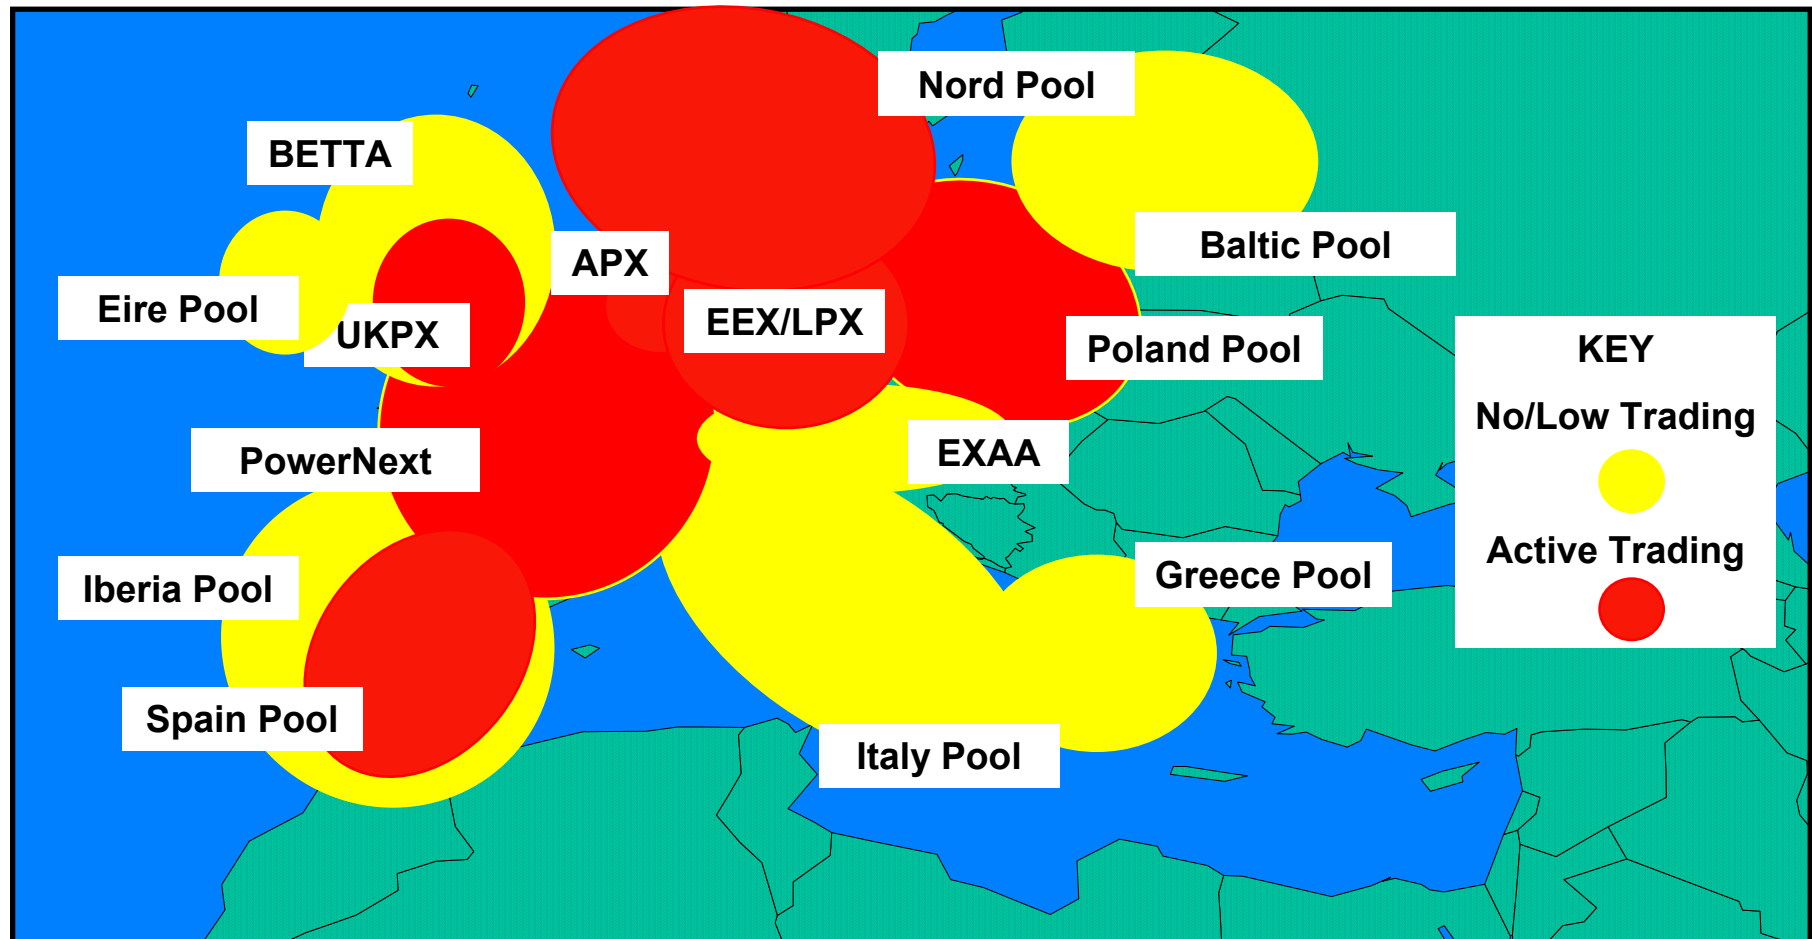 Nord Pool
BETTA
APX
Baltic Pool
Eire Pool
UKPX
EEX/LPX
Poland Pool
KEY
No/Low Trading
PowerNext
EXAA
Active Trading
Iberia Pool
Greece Pool
Spain Pool
Italy Pool